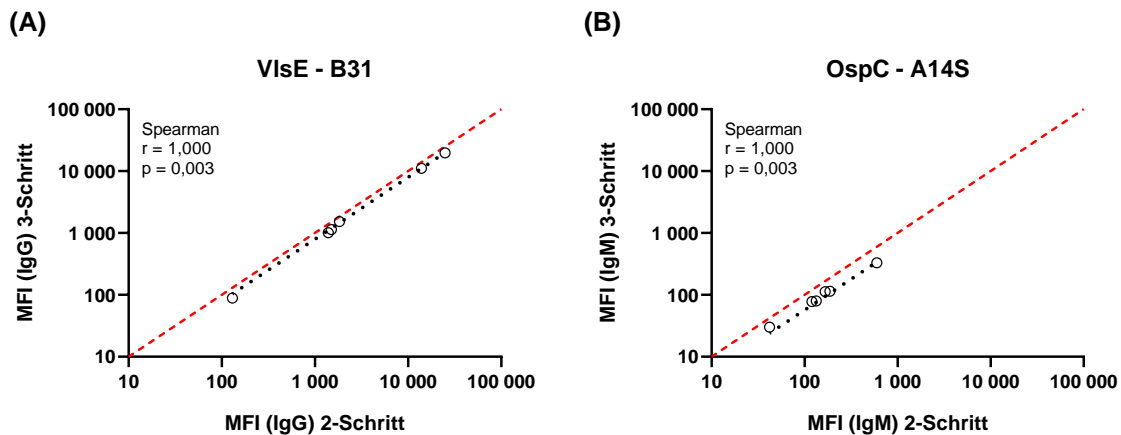 (A)
VlsE - B31
100 000
10 000
1 000
100
10
Spearman
r = 1,000
p = 0,003
MFI (IgG) 3-Schritt
10
100
1 000
10 000
100 000
MFI (IgG) 2-Schritt
(B)
OspC - A14S
100 000
10 000
1 000
100
10
Spearman
r = 1,000
p = 0,003
MFI (IgM) 3-Schritt
10
100
1 000
10 000
100 000
MFI (IgM) 2-Schritt